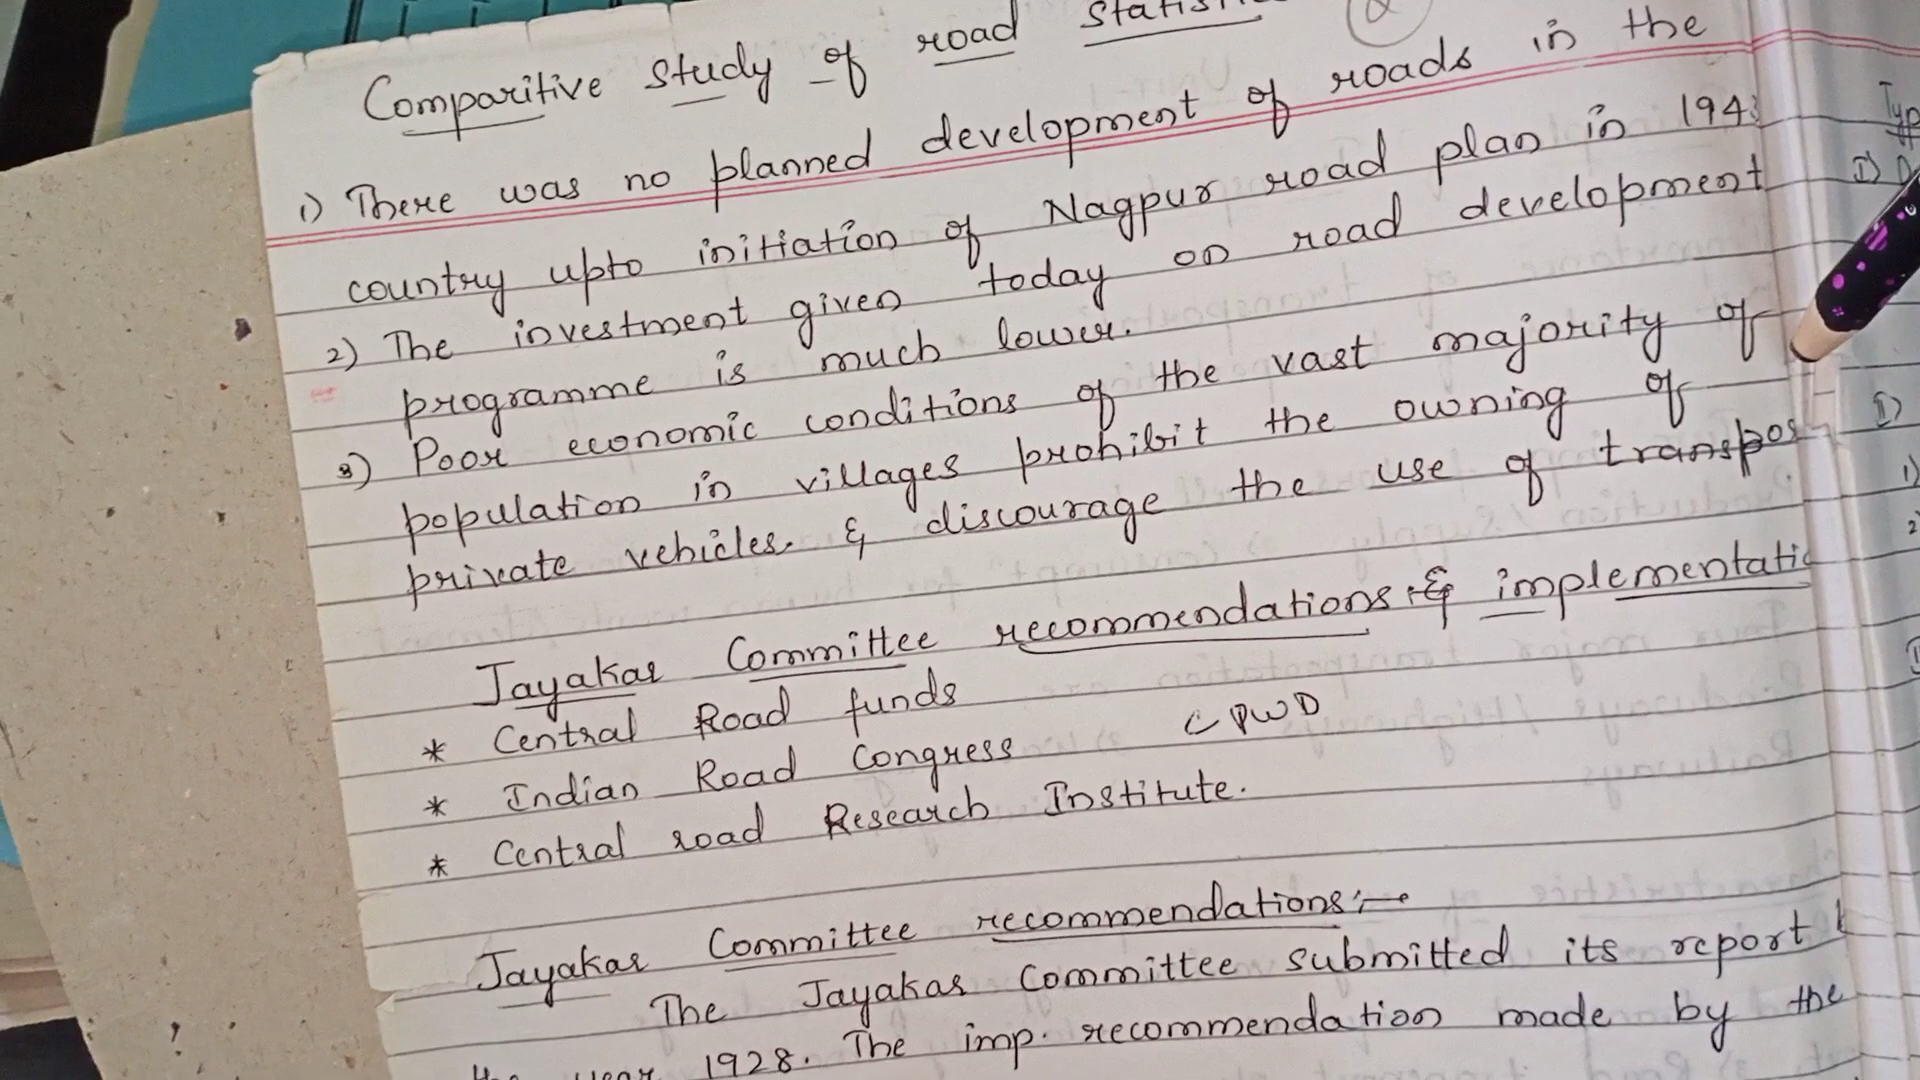 Comparitive study of road
1) There was no planned development of roads in the
country upto initiation of Nagpur road plan in 194
2) The investment given today on road development
programme is much lower.
3) Poor economic conditions of the vast majority of
population in villages prohibit the owning of
private vehicles. & discourage the use of transpor
Jayakar Committee recommendations :& implementatio
* Central Road funds
* Indian Road Congress CPWD
* Central road Research Institute.
Jayakar Committee recommendations:-
The Jayakar Committee submitted its report
year 1928. The imp. recommendation made by the